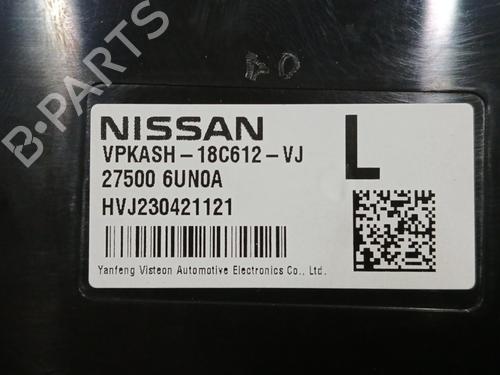 B-PARTS
NISSAN
L
VPKASH-18C612-VJ
27500 6UN0A
HVJ230421121
Yanfeng Visteon Automotive Electronics Co., Ltd.